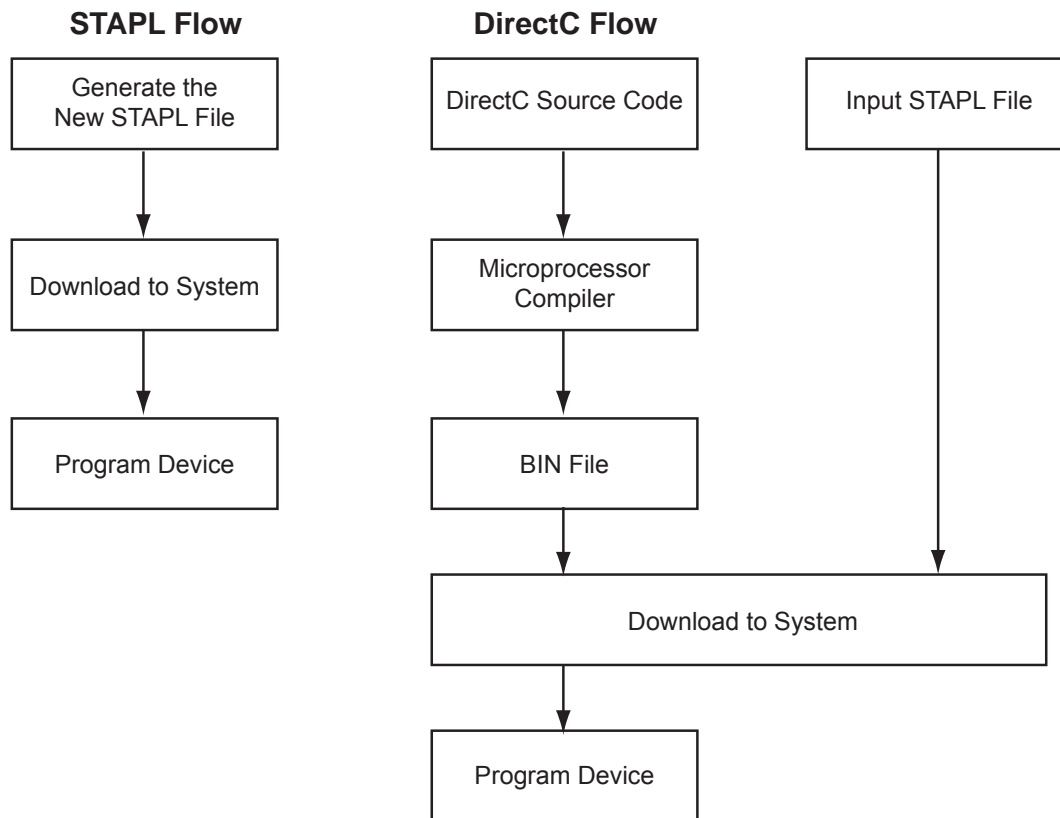 STAPL Flow
Generate the
New STAPL File
Download to System
Program Device
DirectC Flow
DirectC Source Code
Input STAPL File
Microprocessor
Compiler
BIN File
Download to System
Program Device